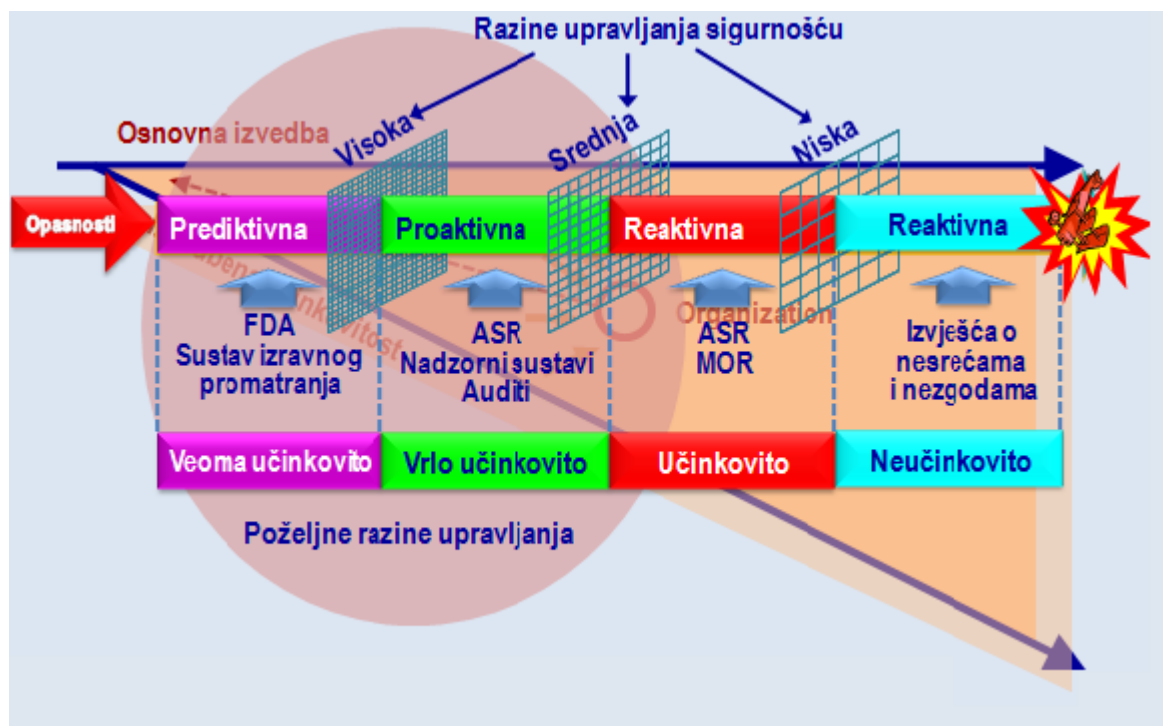 Razine upravljanja sigurnošću
Osnovna izvedba
Visoka
Srednja
Niska
Opasnosti
Prediktivna
Proaktivna
Reaktivna
Reaktivna
Organization
FDA
Sustav izravnog
promatranja
ASR
Nadzorni sustavi
Auditi
ASR
MOR
Izvješća o
nesrećama
i nezgodama
Veoma učinkovito
Vrlo učinkovito
Učinkovito
Neučinkovito
Poželjne razine upravljanja